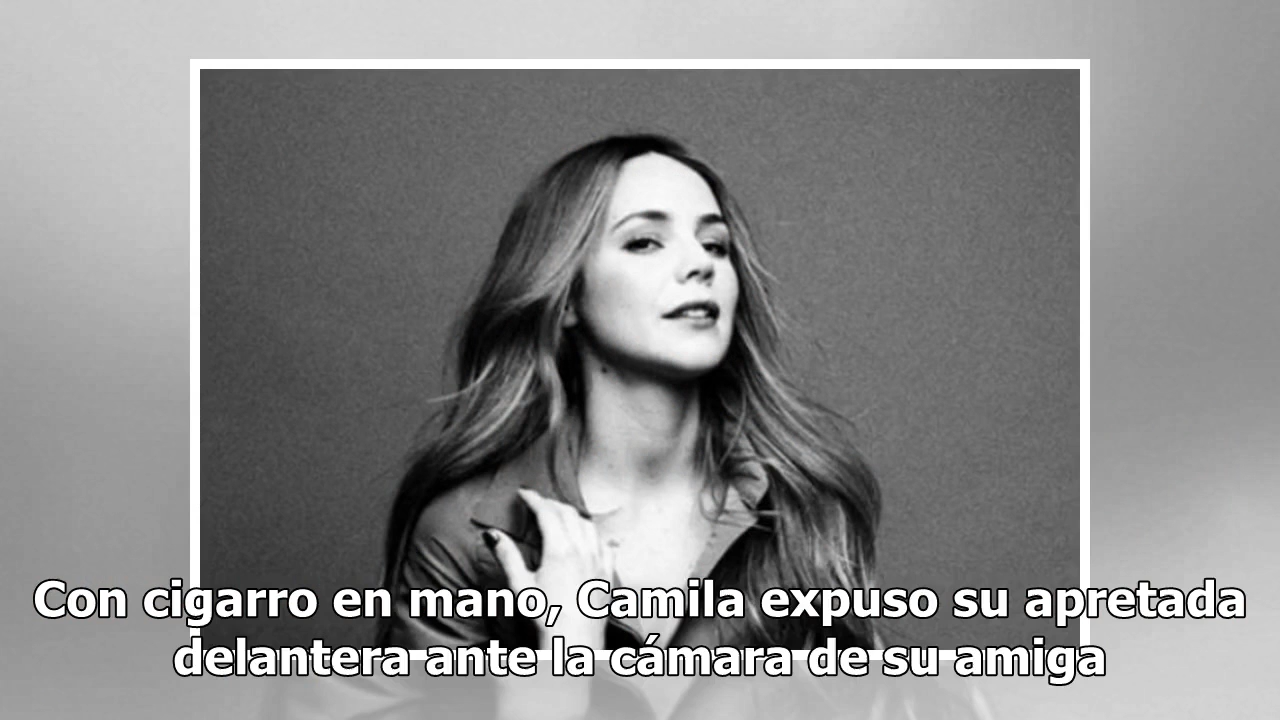 Con cigarro en mano, Camila expuso su apretada
delantera ante la cámara de su amiga